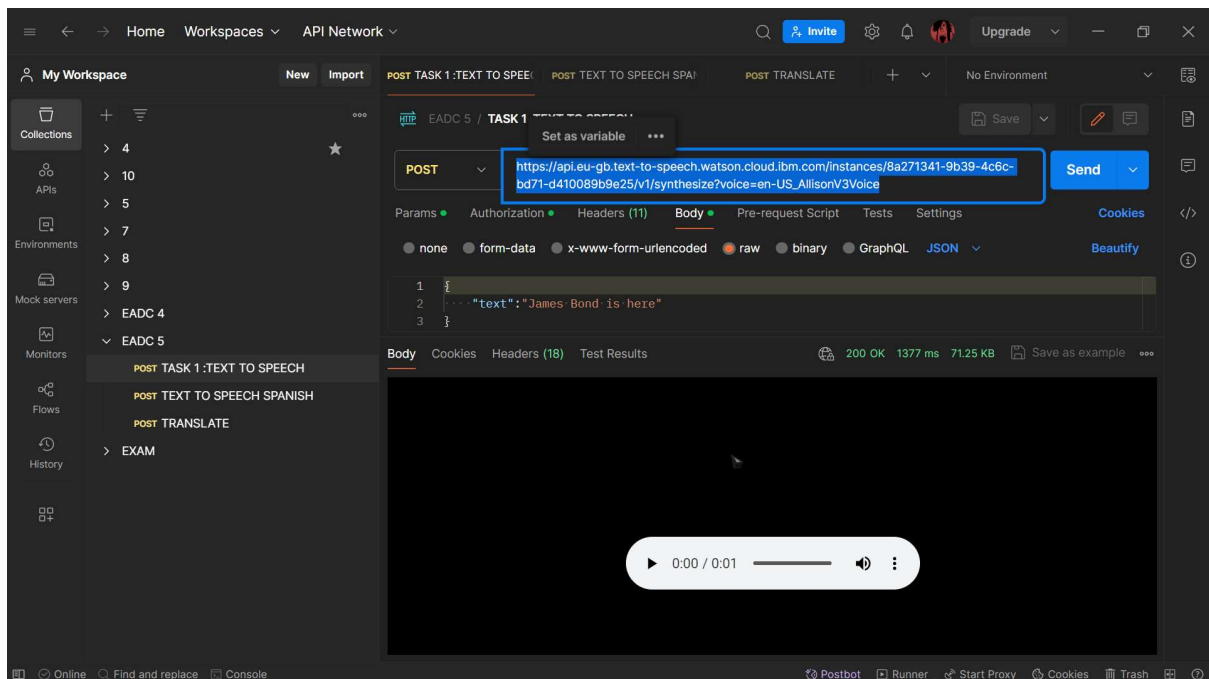 Home Workspaces API Network Invite Upgrade
My Workspace New Import POST TASK 1 :TEXT TO SPEE POST TEXT TO SPEECH SPA POST TRANSLATE No Environment
Collections
APIs
Environments
Mock servers
Monitors
Flows
History
4
10
5
7
8
9
EADC 4
EADC 5
POST TASK 1 :TEXT TO SPEECH
POST TEXT TO SPEECH SPANISH
POST TRANSLATE
EXAM
HTTP EADC 5 / TASK 1 TEXT TO SPEECH Save
Set as variable
POST https://api.eu-gb.text-to-speech.watson.cloud.ibm.com/instances/8a271341-9b39-4c6c-
bd71-d410089b9e25/v1/synthesize?voice=en-US_AllisonV3Voice Send
Params Authorization Headers (11) Body Pre-request Script Tests Settings Cookies
none form-data x-www-form-urlencoded raw binary GraphQL JSON Beautify
1 {
2 "text":"James Bond is here"
3 }
Body Cookies Headers (18) Test Results 200 OK 1377 ms 71.25 KB Save as example
0:00 / 0:01
Online Find and replace Console Postbot Runner Start Proxy Cookies Trash